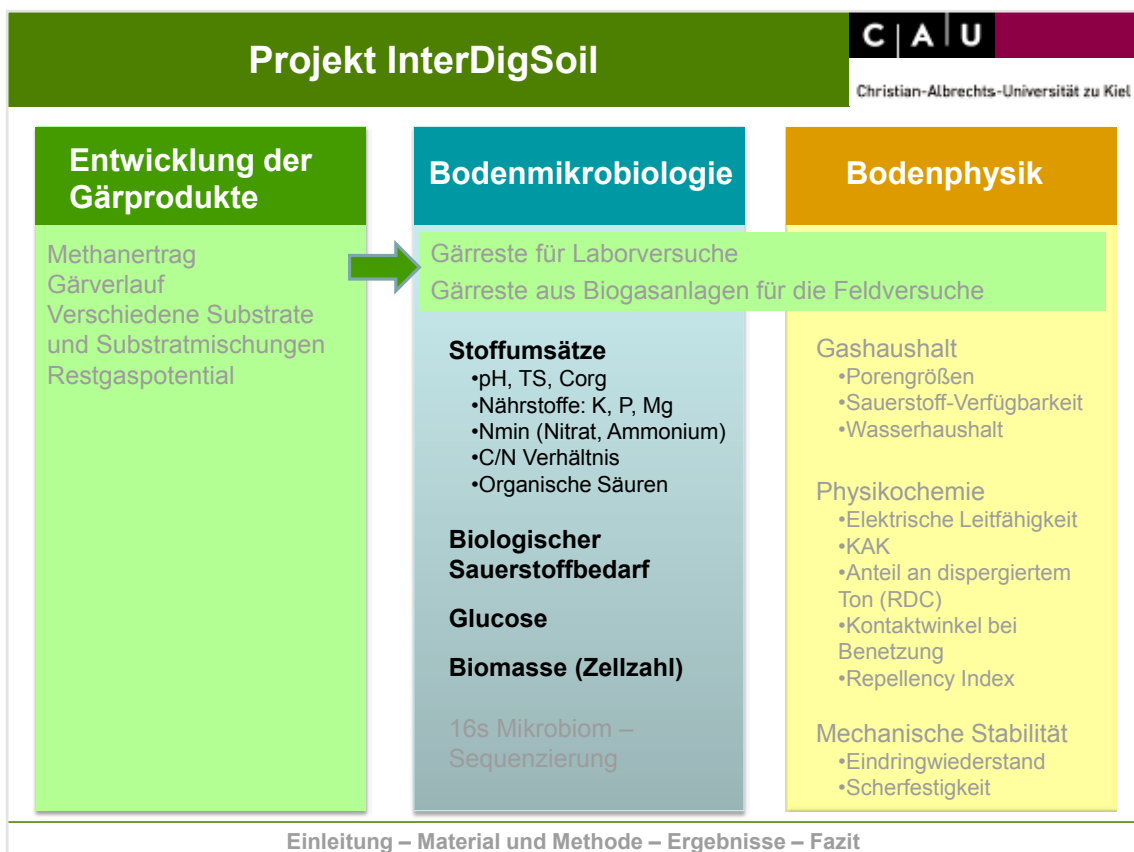 Projekt InterDigSoil
C | A | U
Christian-Albrechts-Universität zu Kiel
Entwicklung der
Gärprodukte
Methanertrag
Gärverlauf
Verschiedene Substrate
und Substratmischungen
Restgaspotential
Bodenmikrobiologie
Gärreste für Laborversuche
Gärreste aus Biogasanlagen für die Feldversuche
Stoffumsätze
•pH, TS, Corg
•Nährstoffe: K, P, Mg
•Nmin (Nitrat, Ammonium)
•C/N Verhältnis
•Organische Säuren
Biologischer
Sauerstoffbedarf
Glucose
Biomasse (Zellzahl)
16s Mikrobiom –
Sequenzierung
Bodenphysik
Gashaushalt
•Porengrößen
•Sauerstoff-Verfügbarkeit
•Wasserhaushalt
Physikochemie
•Elektrische Leitfähigkeit
•KAK
•Anteil an dispergiertem
Ton (RDC)
•Kontaktwinkel bei
Benetzung
•Repellency Index
Mechanische Stabilität
•Eindringwiederstand
•Scherfestigkeit
Einleitung – Material und Methode – Ergebnisse – Fazit